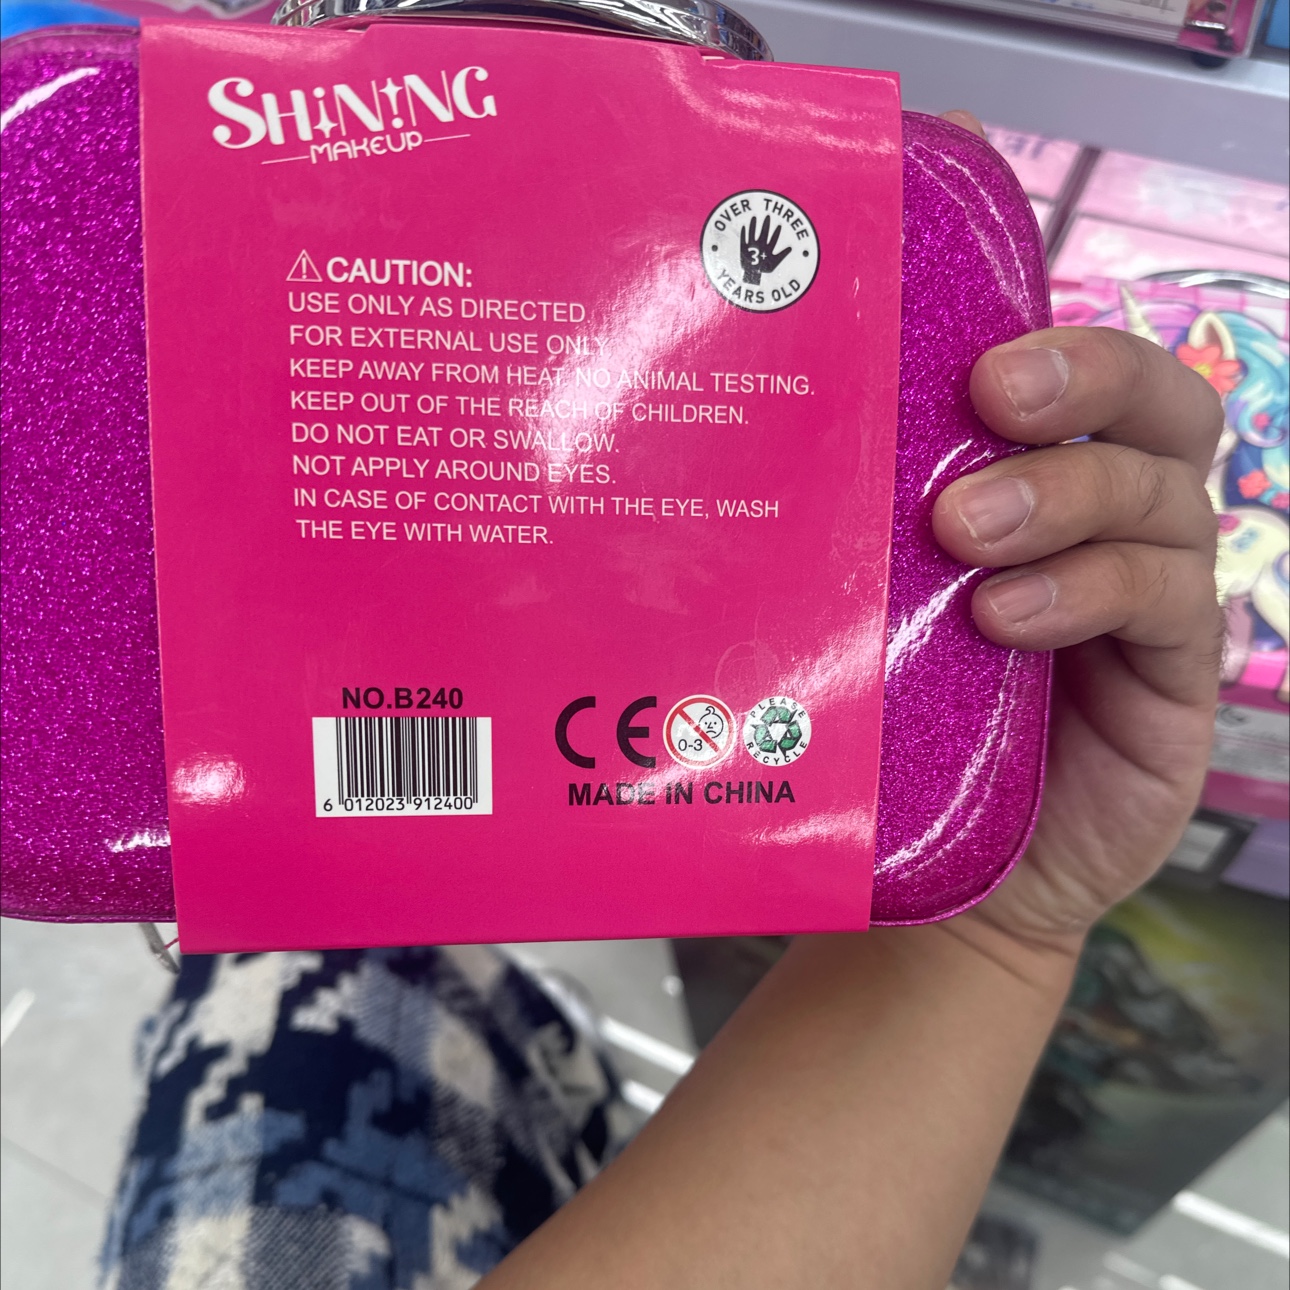 SHINING
MAKEUP
OVER THREE
3+
YEARS OLD
CAUTION:
USE ONLY AS DIRECTED
FOR EXTERNAL USE ONLY.
KEEP AWAY FROM HEAT, NO ANIMAL TESTING.
KEEP OUT OF THE REACH OF CHILDREN.
DO NOT EAT OR SWALLOW.
NOT APPLY AROUND EYES.
IN CASE OF CONTACT WITH THE EYE, WASH
THE EYE WITH WATER.
NO.B240
6 012023 912400
CE
0-3
PLEASE
RECYCLE
MADE IN CHINA